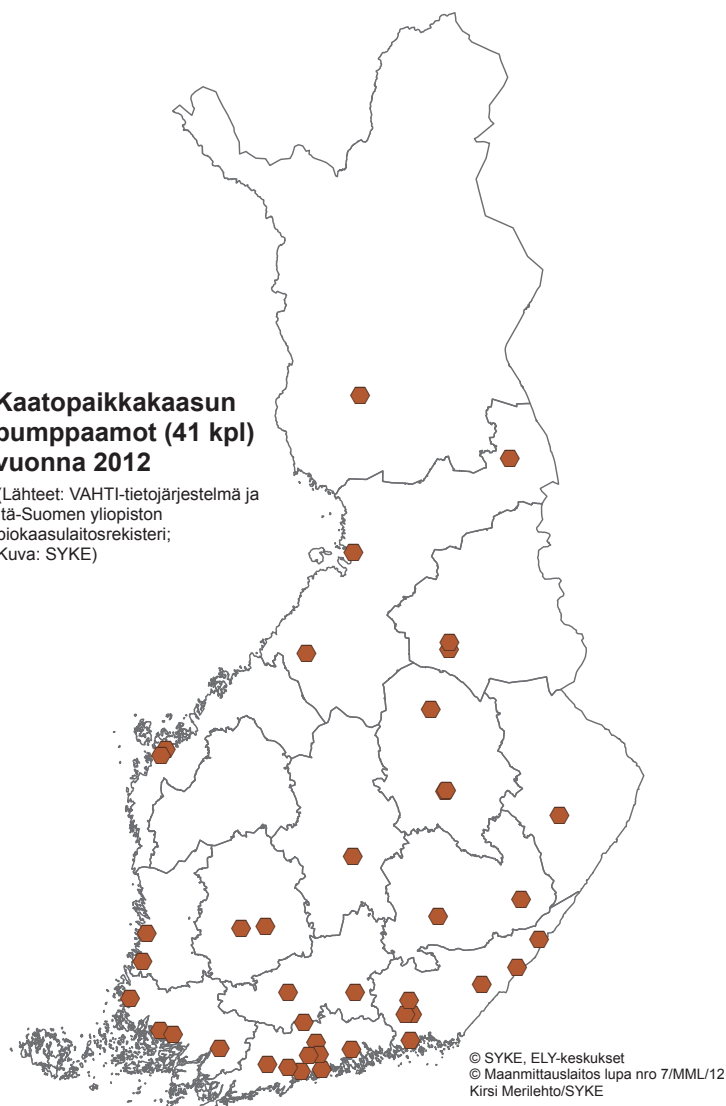 Kaatopaikkakaasun
pumppaamot (41 kpl)
vuonna 2012
(Lähteet: VAHTI-tietojärjestelmä ja
Itä-Suomen yliopiston
biokaasulaitosrekisteri;
Kuva: SYKE)
© SYKE, ELY-keskukset
© Maanmittauslaitos lupa nro 7/MML/12
Kirsi Merilehto/SYKE